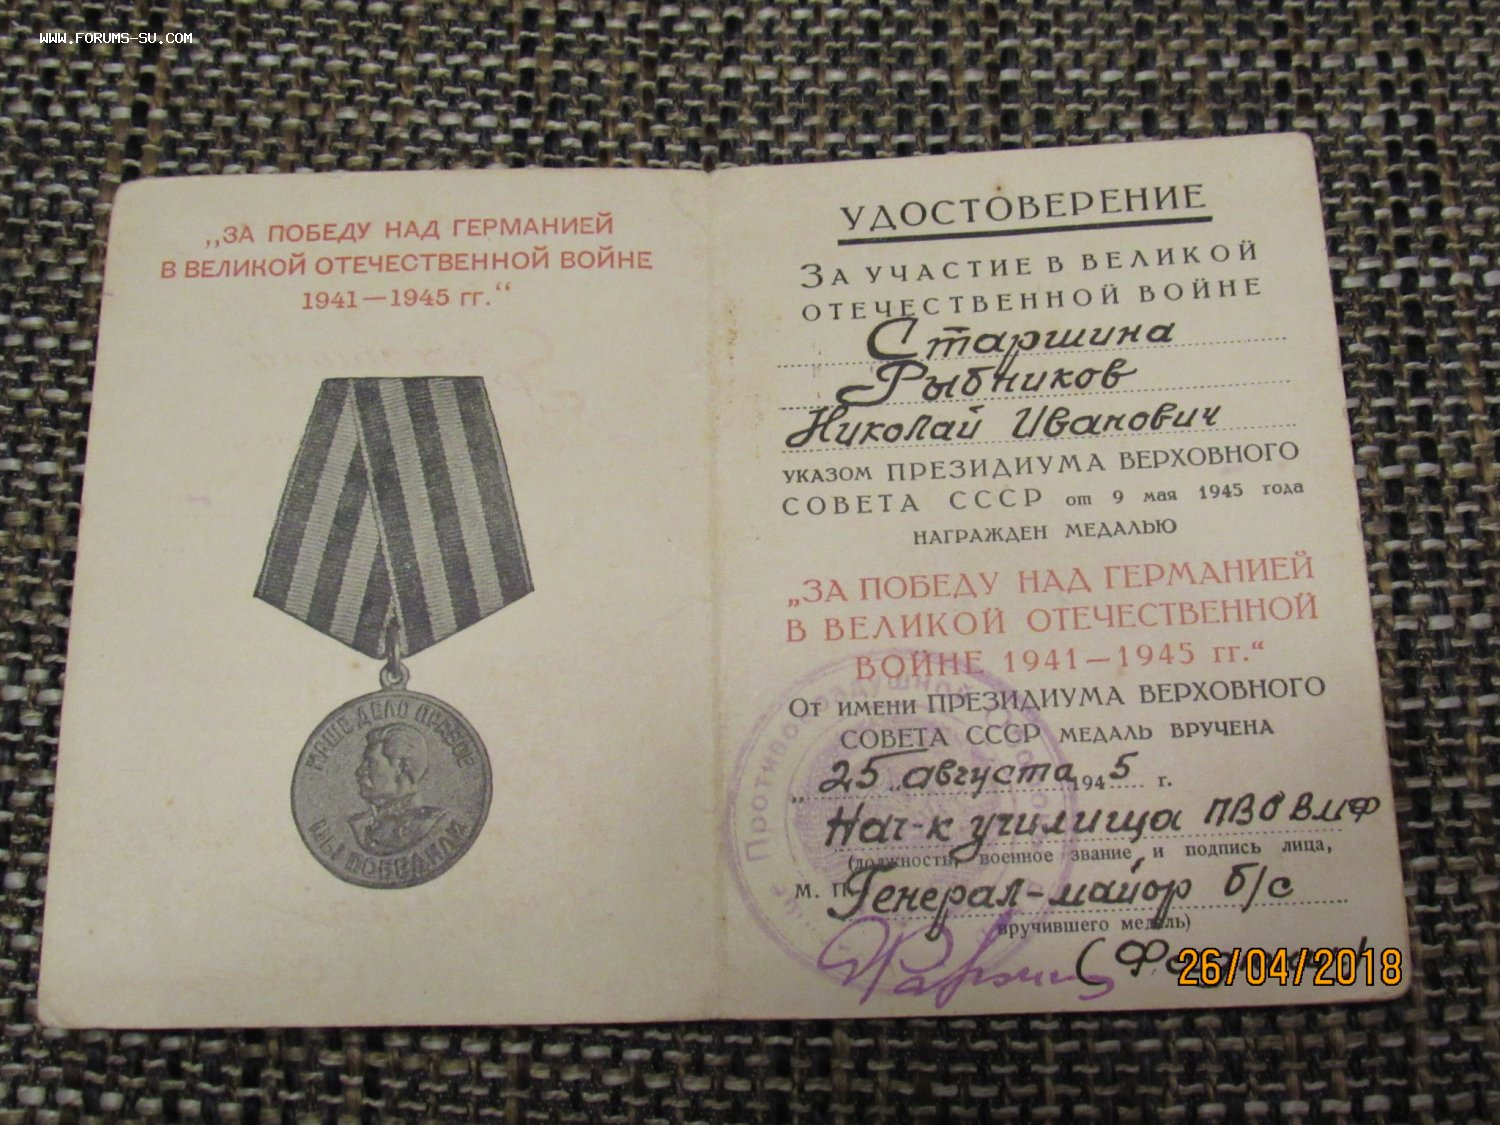 WWW.FORUMS-SU.COM
„ЗА ПОБЕДУ НАД ГЕРМАНИЕЙ
В ВЕЛИКОЙ ОТЕЧЕСТВЕННОЙ ВОЙНЕ
1941—1945 гг.“
НАШЕ ДЕЛО ПРАВОЕ
МЫ ПОБЕДИЛИ
УДОСТОВЕРЕНИЕ
ЗА УЧАСТИЕ В ВЕЛИКОЙ
ОТЕЧЕСТВЕННОЙ ВОЙНЕ
Старшина
Рыбников
Николай Иванович
УКАЗОМ ПРЕЗИДИУМА ВЕРХОВНОГО
СОВЕТА СССР от 9 мая 1945 года
НАГРАЖДЕН МЕДАЛЬЮ
„ЗА ПОБЕДУ НАД ГЕРМАНИЕЙ
В ВЕЛИКОЙ ОТЕЧЕСТВЕННОЙ
ВОЙНЕ 1941—1945 гг.“
От имени ПРЕЗИДИУМА ВЕРХОВНОГО
СОВЕТА СССР МЕДАЛЬ ВРУЧЕНА
„25„ августа 1945 г.
Нач-к училища ПВО ВМФ
(должность, военное звание и подпись лица,
М. П. Генерал-майор б/с
вручившего медаль)
Противовоздушной
26/04/2018